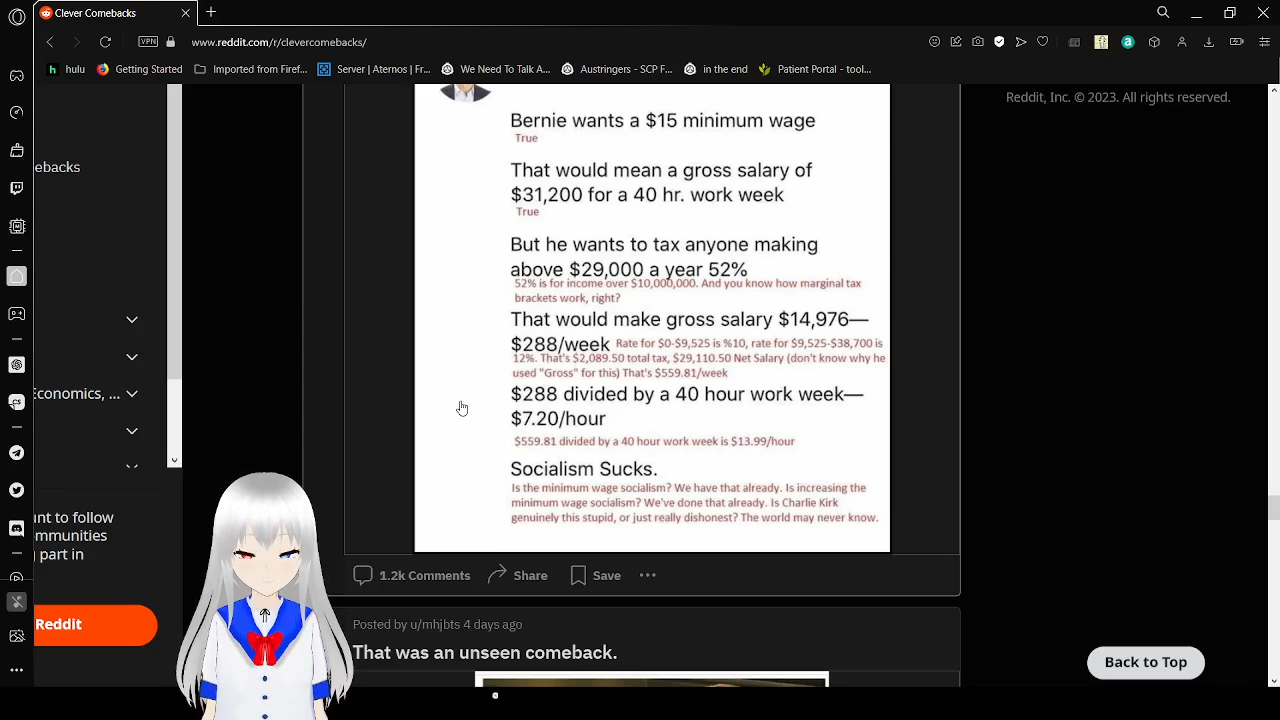 Clever Comebacks
www.reddit.com/r/clevercomebacks/
VPN
hulu
Getting Started
Imported from Firef...
Server | Aternos | Fr...
We Need To Talk A...
Austringers - SCP F...
in the end
Patient Portal - tool...
Reddit, Inc. © 2023. All rights reserved.
ebacks
Economics, ...
unt to follow
mmunities
part in
Reddit
Bernie wants a $15 minimum wage
True
That would mean a gross salary of
$31,200 for a 40 hr. work week
True
But he wants to tax anyone making
above $29,000 a year 52%
52% is for income over $10,000,000. And you know how marginal tax
brackets work, right?
That would make gross salary $14,976—
$288/week Rate for $0-$9,525 is %10, rate for $9,525-$38,700 is
12%. That's $2,089.50 total tax, $29,110.50 Net Salary (don't know why he
used "Gross" for this) That's $559.81/week
$288 divided by a 40 hour work week—
$7.20/hour
$559.81 divided by a 40 hour work week is $13.99/hour
Socialism Sucks.
Is the minimum wage socialism? We have that already. Is increasing the
minimum wage socialism? We've done that already. Is Charlie Kirk
genuinely this stupid, or just really dishonest? The world may never know.
1.2k Comments
Share
Save
Posted by u/mhjbts 4 days ago
That was an unseen comeback.
Back to Top